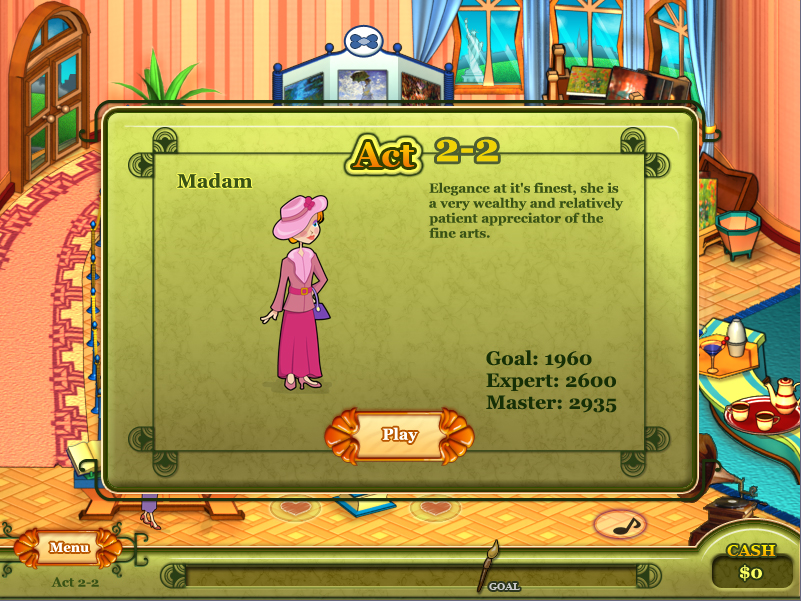 Act 2-2
Madam
Elegance at it's finest, she is
a very wealthy and relatively
patient appreciator of the
fine arts.
Goal: 1960
Expert: 2600
Master: 2935
Play
Menu
Act 2-2
GOAL
CASH
$0